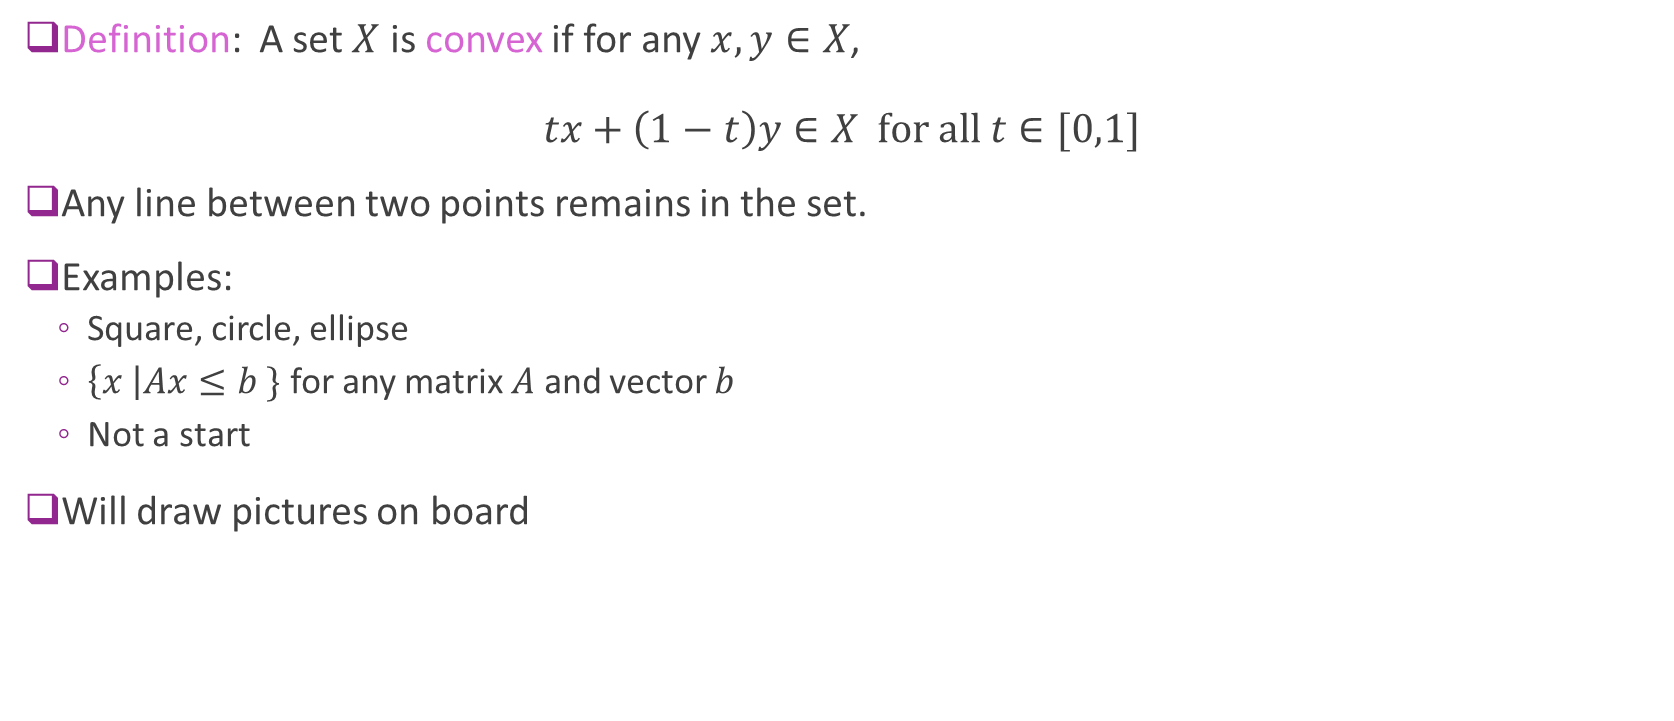 ❑Definition: A set X is convex if for any x, y ∈ X,
tx + (1 − t)y ∈ X for all t ∈ [0,1]
❑Any line between two points remains in the set.
❑Examples:
◦ Square, circle, ellipse
◦ {x |Ax ≤ b } for any matrix A and vector b
◦ Not a start
❑Will draw pictures on board